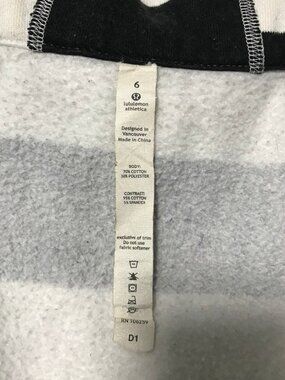 6
lululemon
athletica
Designed in
Vancouver
Made in China
BODY:
70% COTTON
30% POLYESTER
CONTRAST:
95% COTTON
5% SPANDEX
exclusive of trim
Do not use
fabric softener
RN 106259
D1